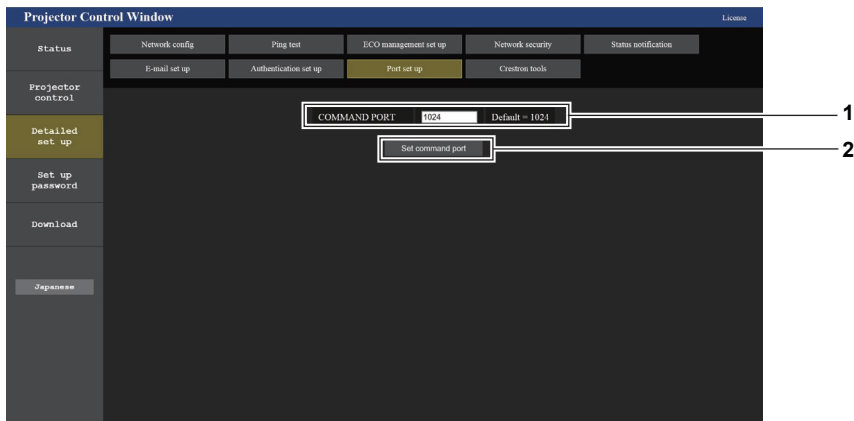 Projector Control Window
License
Status
Network config
Ping test
ECO management set up
Network security
Status notification
E-mail set up
Authentication set up
Port set up
Crestron tools
Projector
control
Detailed
set up
Set up
password
Download
Japanese
COMMAND PORT 1024 Default = 1024
1
Set command port
2